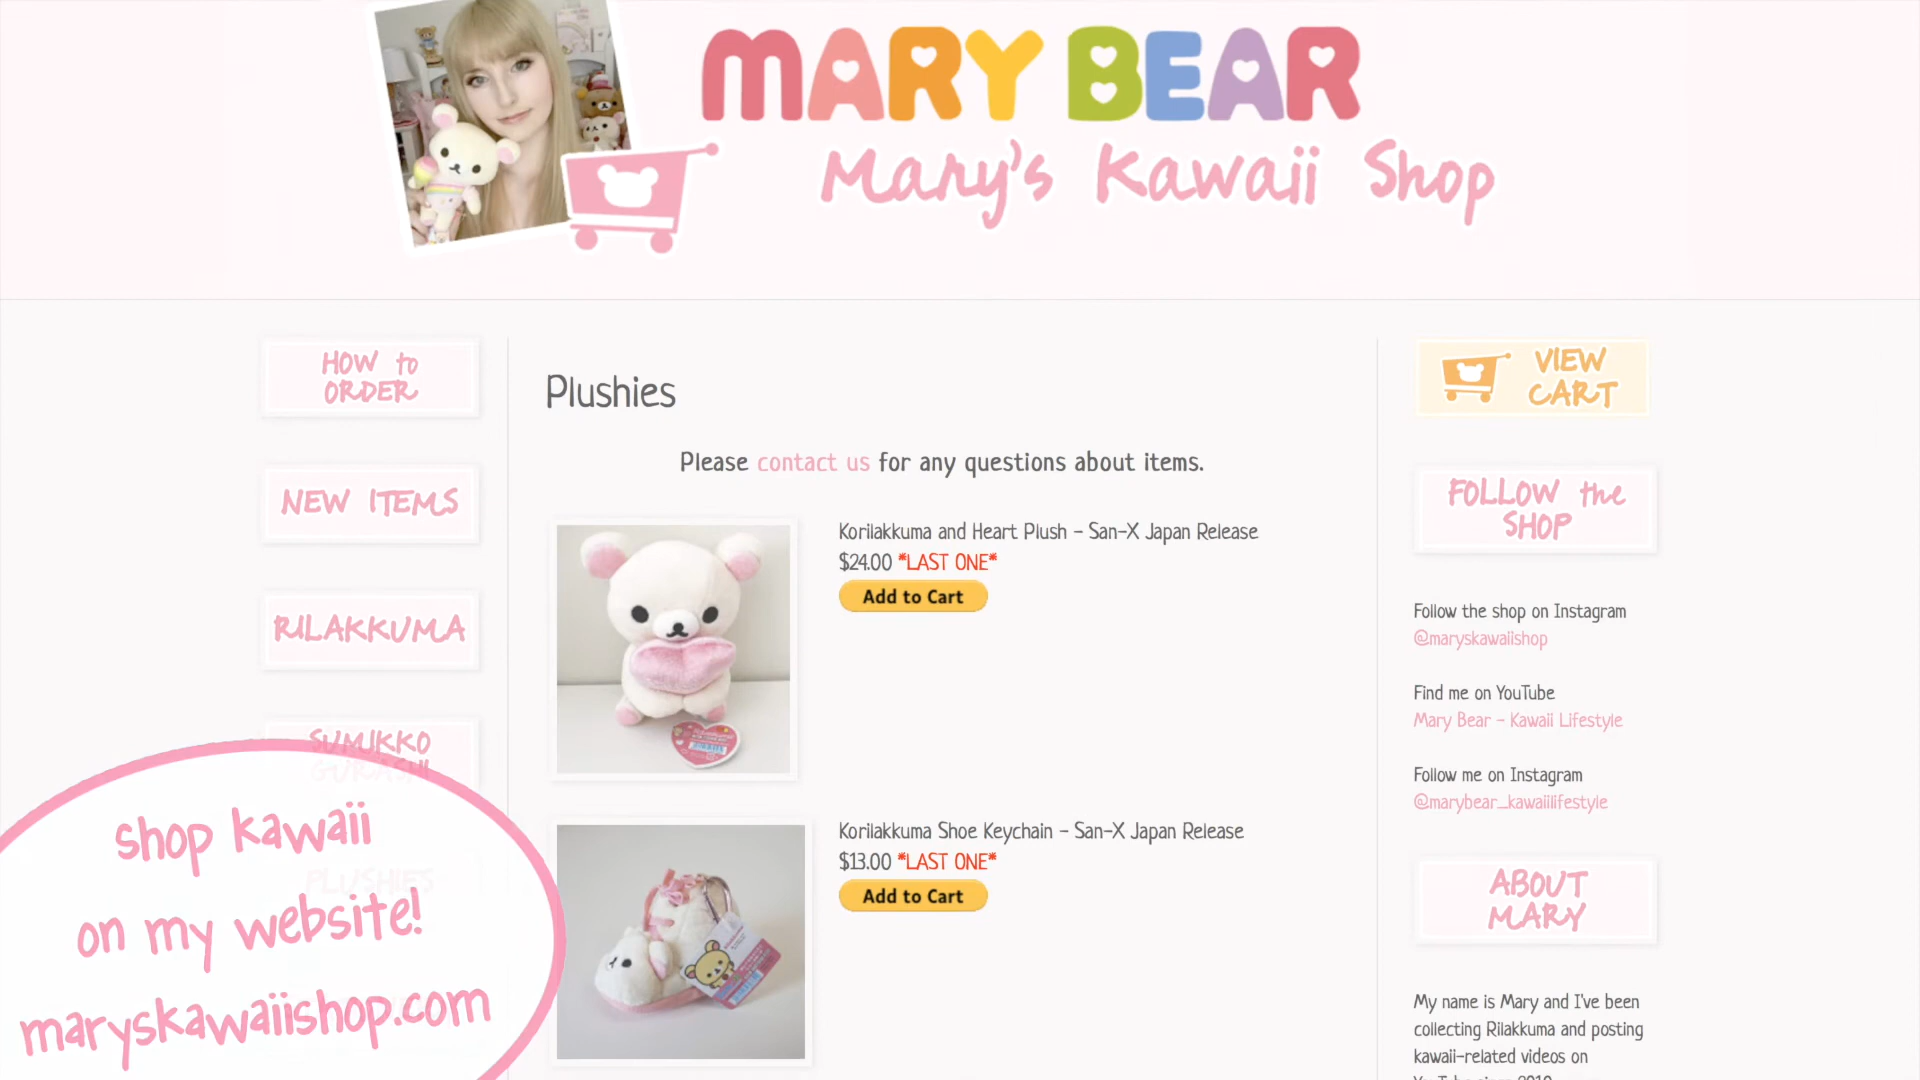 MARY BEAR
Mary's Kawaii Shop
HOW to
ORDER
NEW ITEMS
RILAKKUMA
SUMIKKO
GURASHI
PLUSHIES
shop kawaii
on my website!
maryskawaiishop.com
Plushies
Please contact us for any questions about items.
Korilakkuma and Heart Plush - San-X Japan Release
$24.00 *LAST ONE*
Add to Cart
Korilakkuma Shoe Keychain - San-X Japan Release
$13.00 *LAST ONE*
Add to Cart
VIEW
CART
FOLLOW the
SHOP
Follow the shop on Instagram
@maryskawaiishop
Find me on YouTube
Mary Bear - Kawaii Lifestyle
Follow me on Instagram
@marybear_kawaiilifestyle
ABOUT
MARY
My name is Mary and I've been
collecting Rilakkuma and posting
kawaii-related videos on